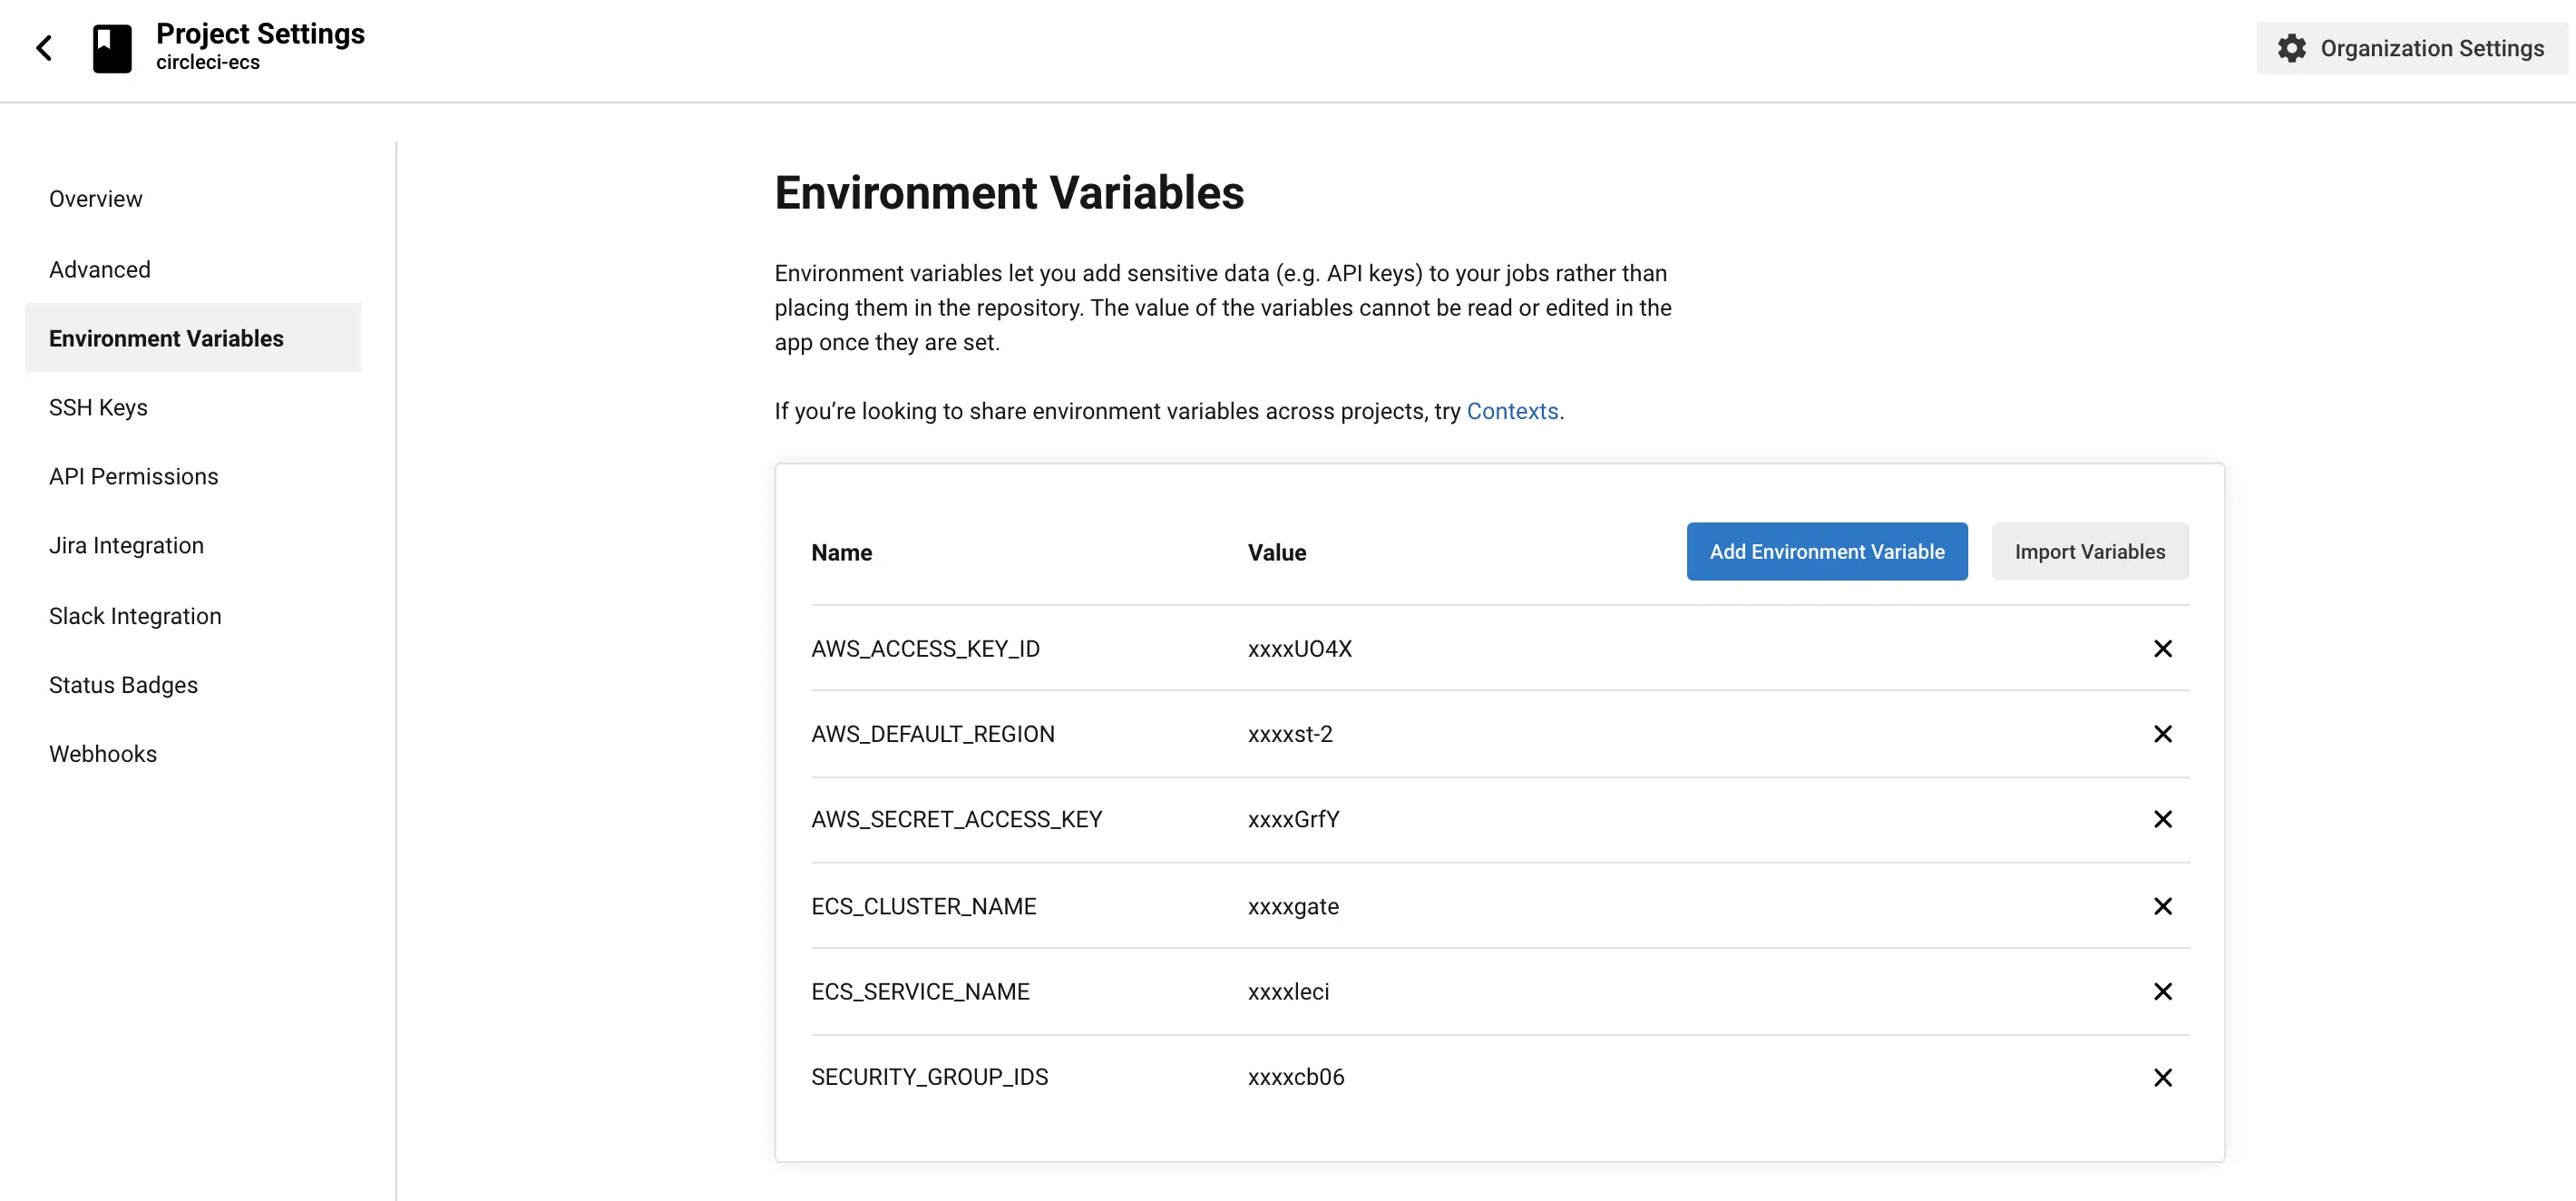 Project Settings
circleci-ecs
Organization Settings
Overview
Advanced
Environment Variables
SSH Keys
API Permissions
Jira Integration
Slack Integration
Status Badges
Webhooks
Environment Variables
Environment variables let you add sensitive data (e.g. API keys) to your jobs rather than
placing them in the repository. The value of the variables cannot be read or edited in the
app once they are set.
If you’re looking to share environment variables across projects, try Contexts.
Name Value Add Environment Variable Import Variables
AWS_ACCESS_KEY_ID xxxxUO4X
AWS_DEFAULT_REGION xxxxst-2
AWS_SECRET_ACCESS_KEY xxxxGrfY
ECS_CLUSTER_NAME xxxxgate
ECS_SERVICE_NAME xxxxleci
SECURITY_GROUP_IDS xxxxcb06